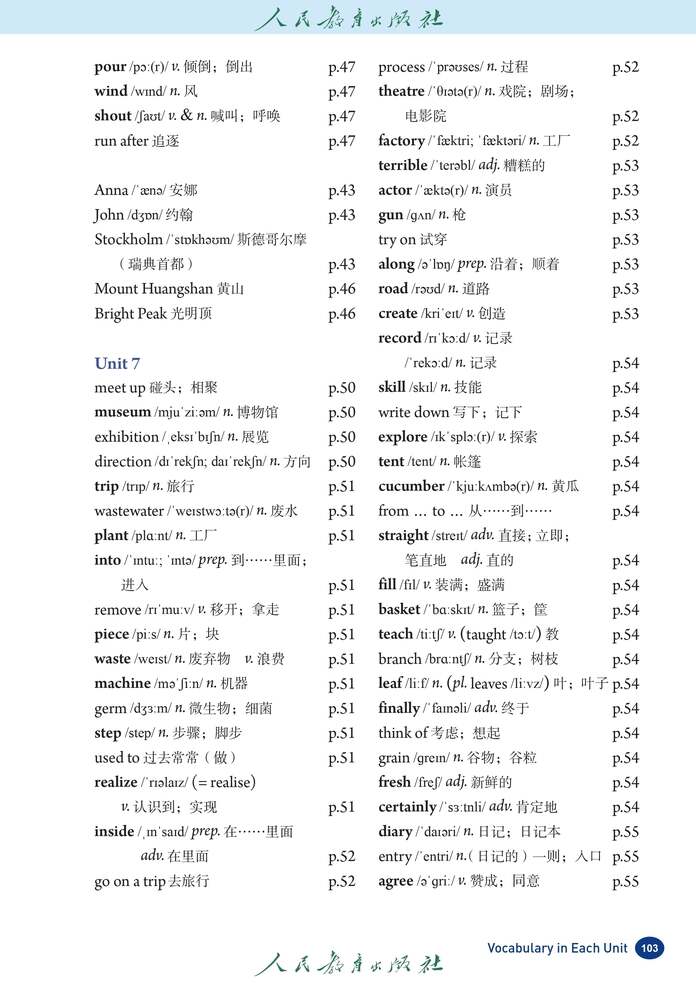 人民教育出版社
pour /pɔː(r)/ v. 倾倒；倒出 p.47
wind /wɪnd/ n. 风 p.47
shout /ʃaʊt/ v. & n. 喊叫；呼唤 p.47
run after 追逐 p.47
Anna /ˈænə/ 安娜 p.43
John /dʒɒn/ 约翰 p.43
Stockholm /ˈstɒkhəʊm/ 斯德哥尔摩
（瑞典首都） p.43
Mount Huangshan 黄山 p.46
Bright Peak 光明顶 p.46
Unit 7
meet up 碰头；相聚 p.50
museum /mjuˈziːəm/ n. 博物馆 p.50
exhibition /ˌeksɪˈbɪʃn/ n. 展览 p.50
direction /dɪˈrekʃn; daɪˈrekʃn/ n. 方向 p.50
trip /trɪp/ n. 旅行 p.51
wastewater /ˈweɪstwɔːtə(r)/ n. 废水 p.51
plant /plɑːnt/ n. 工厂 p.51
into /ˈɪntuː; ˈɪntə/ prep. 到……里面；
进入 p.51
remove /rɪˈmuːv/ v. 移开；拿走 p.51
piece /piːs/ n. 片；块 p.51
waste /weɪst/ n. 废弃物 v. 浪费 p.51
machine /məˈʃiːn/ n. 机器 p.51
germ /dʒɜːm/ n. 微生物；细菌 p.51
step /step/ n. 步骤；脚步 p.51
used to 过去常常（做） p.51
realize /ˈrɪəlaɪz/ (= realise)
v. 认识到；实现 p.51
inside /ˌɪnˈsaɪd/ prep. 在……里面
adv. 在里面 p.52
go on a trip 去旅行 p.52
process /ˈprəʊses/ n. 过程 p.52
theatre /ˈθɪətə(r)/ n. 戏院；剧场；
电影院 p.52
factory /ˈfæktri; ˈfæktəri/ n. 工厂 p.52
terrible /ˈterəbl/ adj. 糟糕的 p.53
actor /ˈæktə(r)/ n. 演员 p.53
gun /ɡʌn/ n. 枪 p.53
try on 试穿 p.53
along /əˈlɒŋ/ prep. 沿着；顺着 p.53
road /rəʊd/ n. 道路 p.53
create /kriˈeɪt/ v. 创造 p.53
record /rɪˈkɔːd/ v. 记录
/ˈrekɔːd/ n. 记录 p.54
skill /skɪl/ n. 技能 p.54
write down 写下；记下 p.54
explore /ɪkˈsplɔː(r)/ v. 探索 p.54
tent /tent/ n. 帐篷 p.54
cucumber /ˈkjuːkʌmbə(r)/ n. 黄瓜 p.54
from ... to ... 从……到…… p.54
straight /streɪt/ adv. 直接；立即；
笔直地 adj. 直的 p.54
fill /fɪl/ v. 装满；盛满 p.54
basket /ˈbɑːskɪt/ n. 篮子；筐 p.54
teach /tiːtʃ/ v. (taught /tɔːt/) 教 p.54
branch /brɑːntʃ/ n. 分支；树枝 p.54
leaf /liːf/ n. (pl. leaves /liːvz/) 叶；叶子 p.54
finally /ˈfaɪnəli/ adv. 终于 p.54
think of 考虑；想起 p.54
grain /ɡreɪn/ n. 谷物；谷粒 p.54
fresh /freʃ/ adj. 新鲜的 p.54
certainly /ˈsɜːtnli/ adv. 肯定地 p.54
diary /ˈdaɪəri/ n. 日记；日记本 p.55
entry /ˈentri/ n.（日记的）一则；入口 p.55
agree /əˈɡriː/ v. 赞成；同意 p.55
Vocabulary in Each Unit 103
人民教育出版社